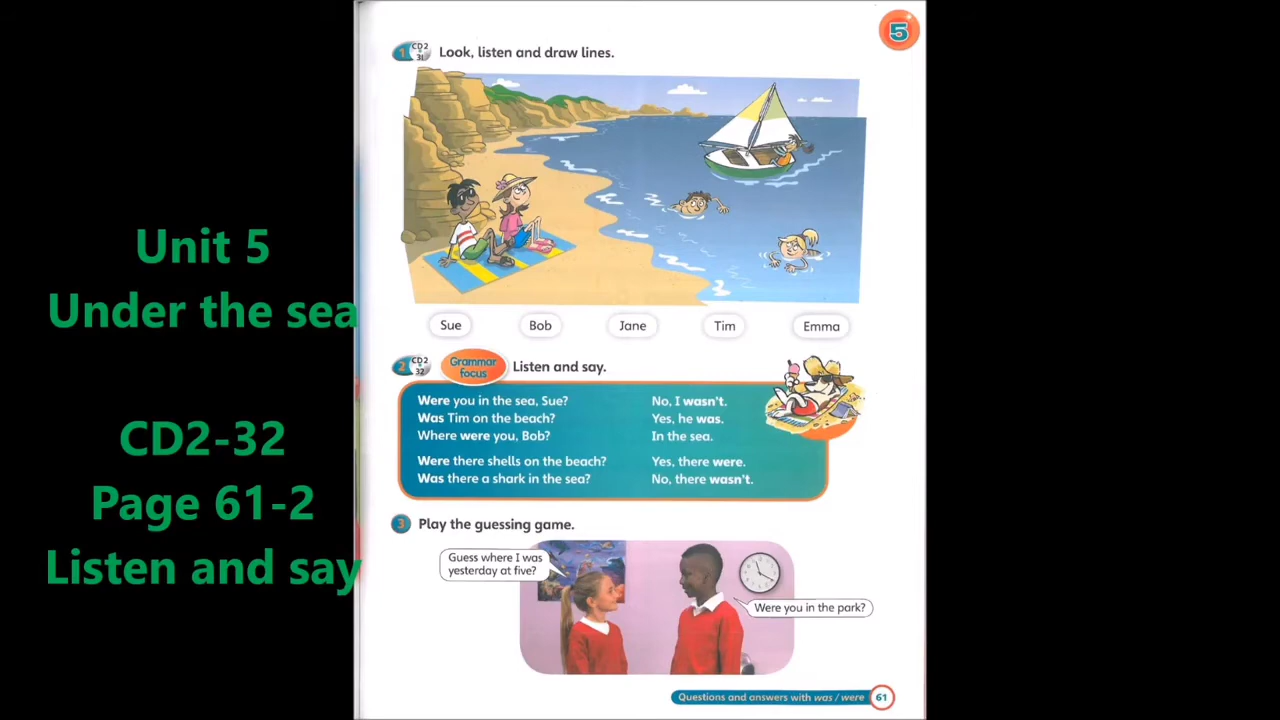 Unit 5
Under the sea
CD2-32
Page 61-2
Listen and say
5
1 CD2 31 Look, listen and draw lines.
Sue Bob Jane Tim Emma
2 CD2 32 Grammar focus Listen and say.
Were you in the sea, Sue? No, I wasn't.
Was Tim on the beach? Yes, he was.
Where were you, Bob? In the sea.
Were there shells on the beach? Yes, there were.
Was there a shark in the sea? No, there wasn't.
3 Play the guessing game.
Guess where I was
yesterday at five?
Were you in the park?
Questions and answers with was / were 61